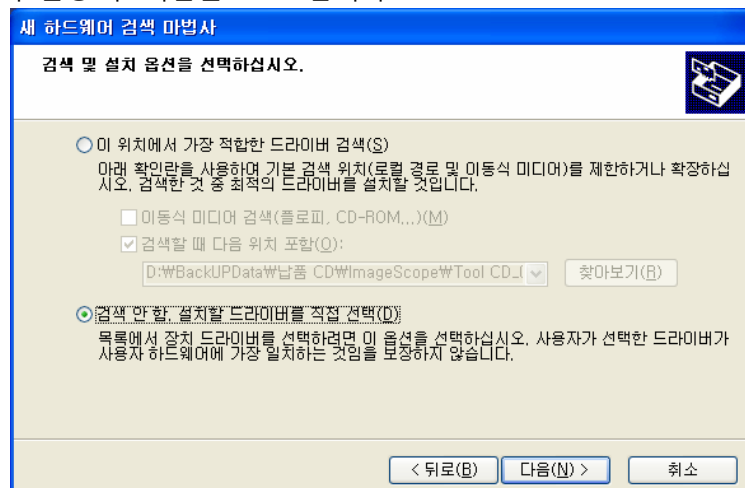 새 하드웨어 검색 마법사
검색 및 설치 옵션을 선택하십시오.
이 위치에서 가장 적합한 드라이버 검색(S)
아래 확인란을 사용하여 기본 검색 위치(로컬 경로 및 이동식 미디어)를 제한하거나 확장하십
시오. 검색한 것 중 최적의 드라이버를 설치할 것입니다.
이동식 미디어 검색(플로피, CD-ROM...)(M)
검색할 때 다음 위치 포함(O):
D:\BackUPData\납품 CD\ImageScope\Tool CD_( 찾아보기(R)
검색 안 함. 설치할 드라이버를 직접 선택(D)
목록에서 장치 드라이버를 선택하려면 이 옵션을 선택하십시오. 사용자가 선택한 드라이버가
사용자 하드웨어에 가장 일치하는 것임을 보장하지 않습니다.
< 뒤로(B) 다음(N) > 취소